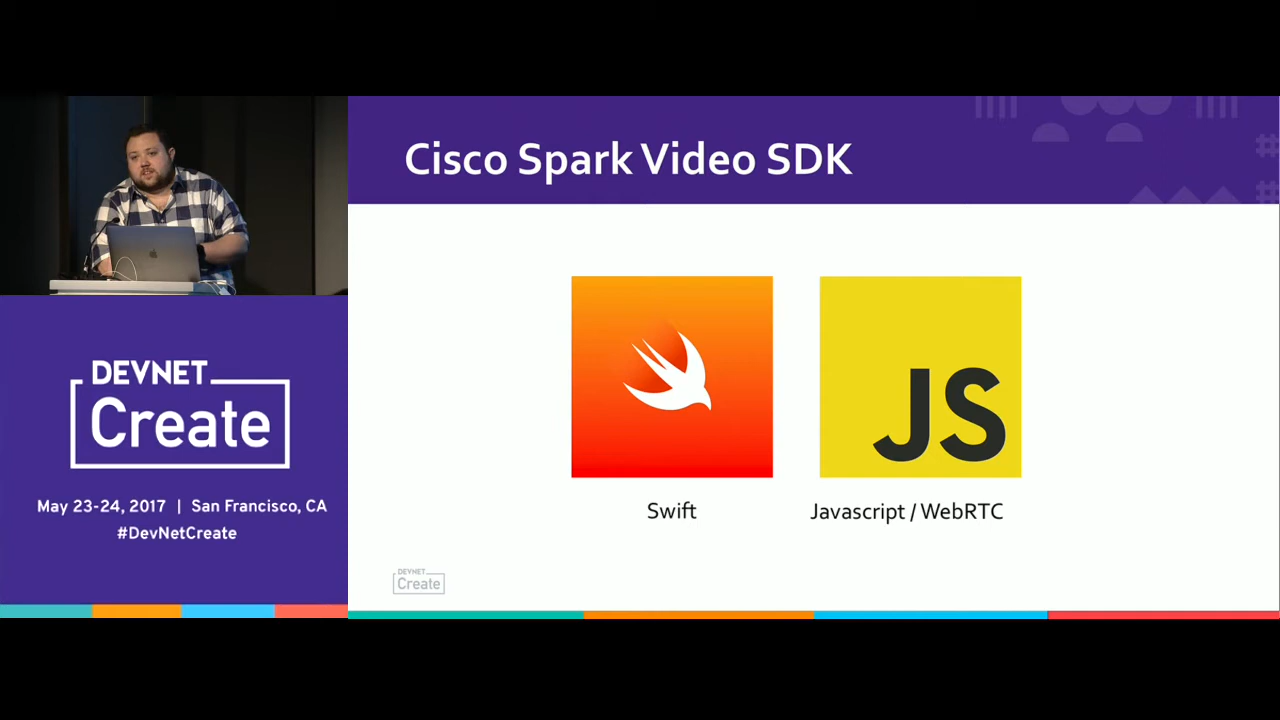 Cisco Spark Video SDK
JS
Swift
Javascript / WebRTC
DEVNET
Create
DEVNET
Create
May 23-24, 2017 | San Francisco, CA
#DevNetCreate